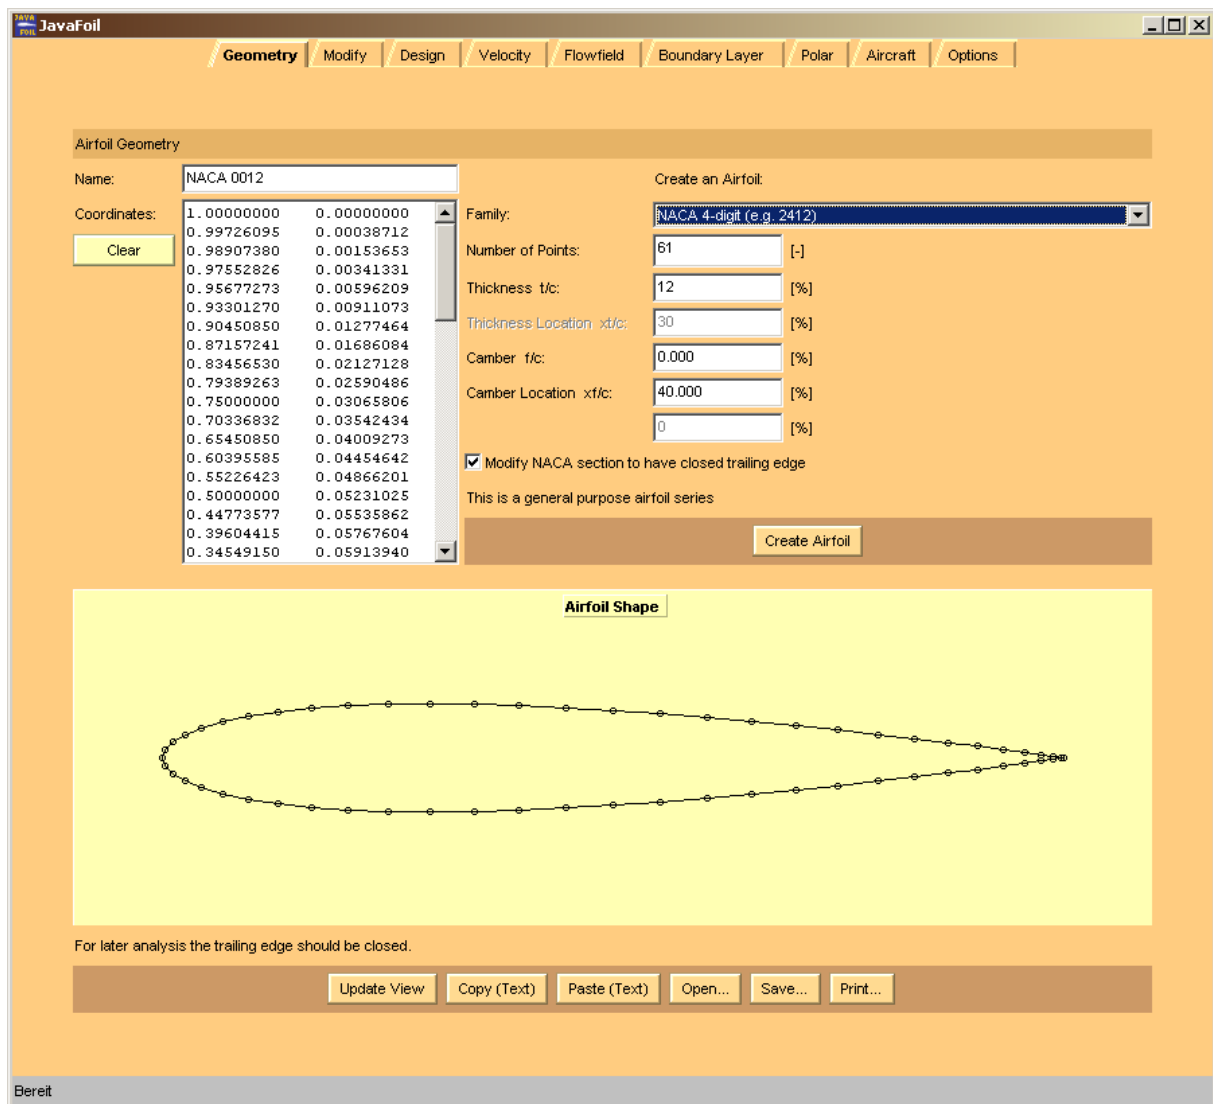 JAVA FOIL JavaFoil
Geometry Modify Design Velocity Flowfield Boundary Layer Polar Aircraft Options
Airfoil Geometry
Name: NACA 0012 Create an Airfoil:
Coordinates: Family: NACA 4-digit (e.g. 2412)
Clear
1.00000000 0.00000000
0.99726095 0.00038712
0.98907380 0.00153653
0.97552826 0.00341331
0.95677273 0.00596209
0.93301270 0.00911073
0.90450850 0.01277464
0.87157241 0.01686084
0.83456530 0.02127128
0.79389263 0.02590486
0.75000000 0.03065806
0.70336832 0.03542434
0.65450850 0.04009273
0.60395585 0.04454642
0.55226423 0.04866201
0.50000000 0.05231025
0.44773577 0.05535862
0.39604415 0.05767604
0.34549150 0.05913940
Number of Points: 61 [-]
Thickness t/c: 12 [%]
Thickness Location xt/c: 30 [%]
Camber f/c: 0.000 [%]
Camber Location xf/c: 40.000 [%]
0 [%]
Modify NACA section to have closed trailing edge
This is a general purpose airfoil series
Create Airfoil
Airfoil Shape
For later analysis the trailing edge should be closed.
Update View Copy (Text) Paste (Text) Open... Save... Print...
Bereit